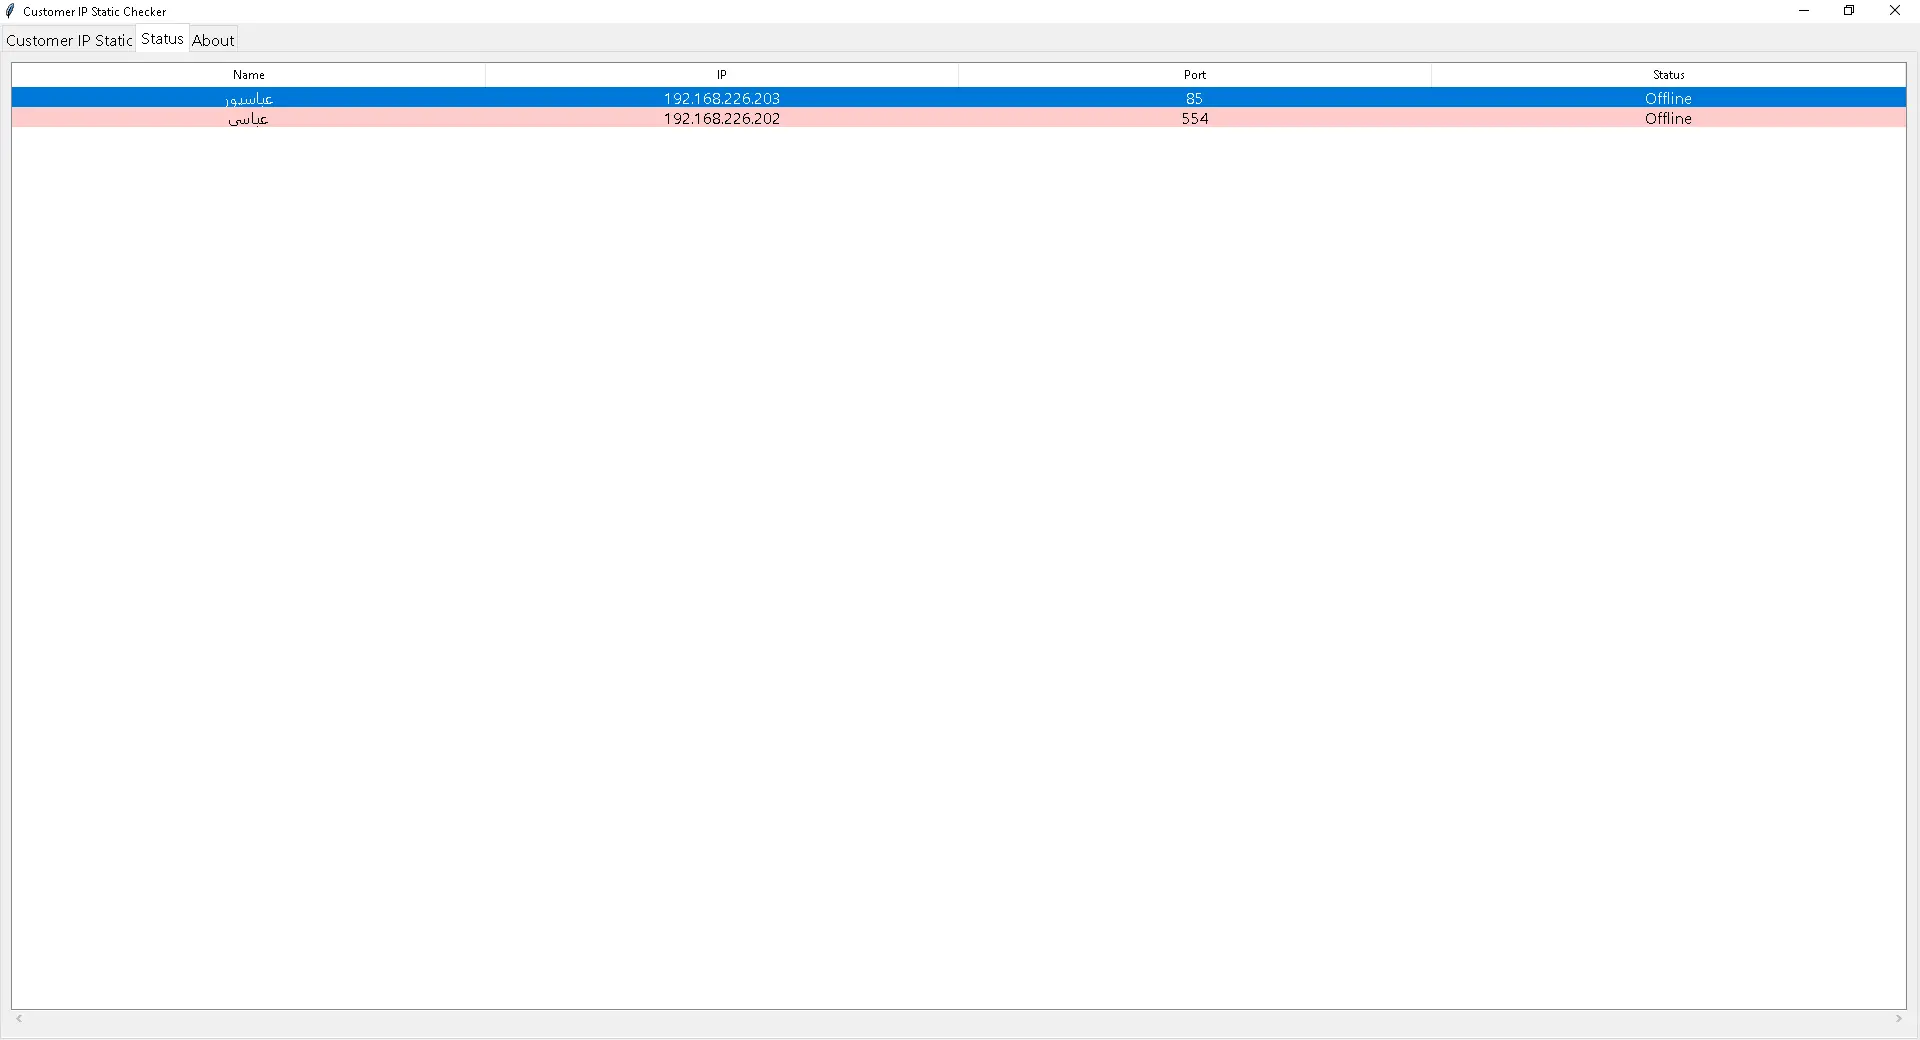 Customer IP Static Checker
Customer IP Static Status About
Name IP Port Status
عباسپور 192.168.226.203 85 Offline
عباسی 192.168.226.202 554 Offline